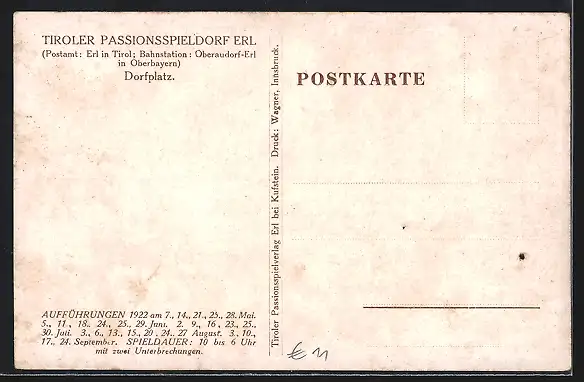 TIROLER PASSIONSSPIELDORF ERL
(Postamt: Erl in Tirol; Bahnstation: Oberaudorf-Erl
in Oberbayern)
Dorfplatz.
AUFFÜHRUNGEN 1922 am 7., 14., 21., 25., 28. Mai.
5., 11., 18. 24., 25., 29. Juni. 2. 9., 16, 23., 25.,
30. Juli. 3., 6., 13., 15., 20. 24.. 27 August. 3., 10.,
17., 24. September. SPIELDAUER: 10 bis 6 Uhr
mit zwei Unterbrechungen.
Tiroler Passionsspielverlag Erl bei Kufstein. Druck: Wagner, Innsbruck.
POSTKARTE
€ 11